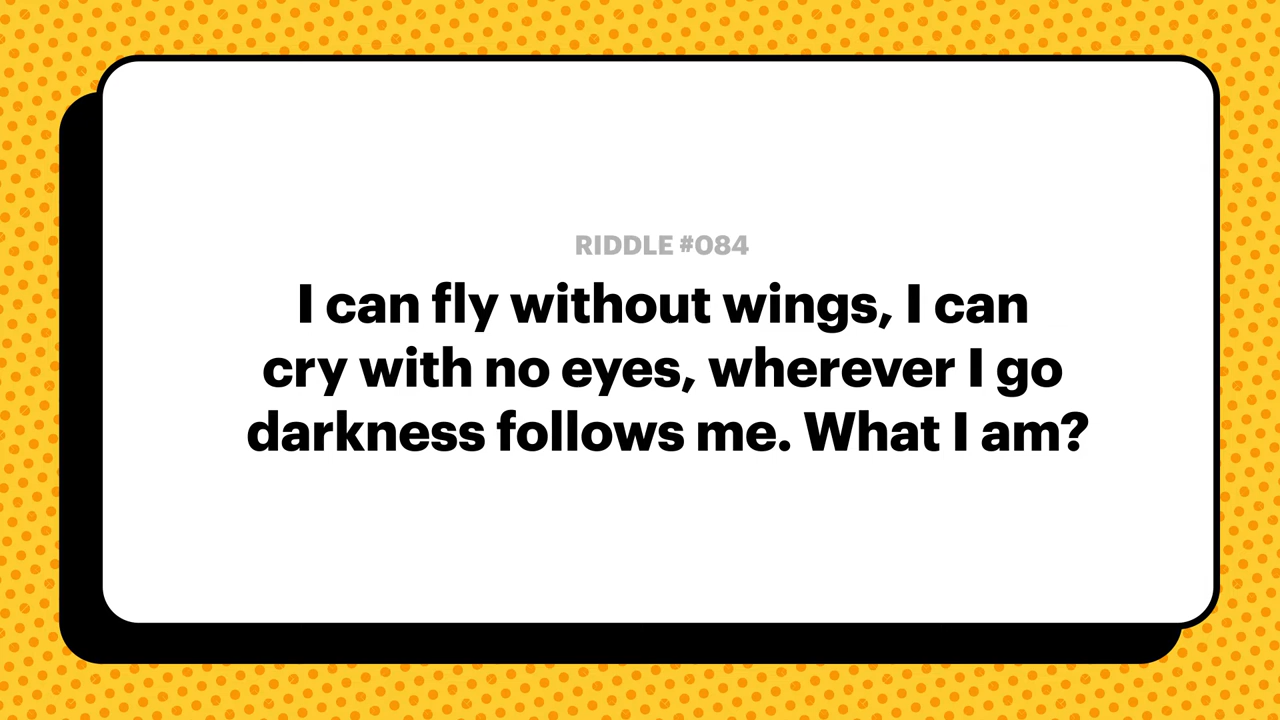 RIDDLE #084
I can fly without wings, I can
cry with no eyes, wherever I go
darkness follows me. What I am?